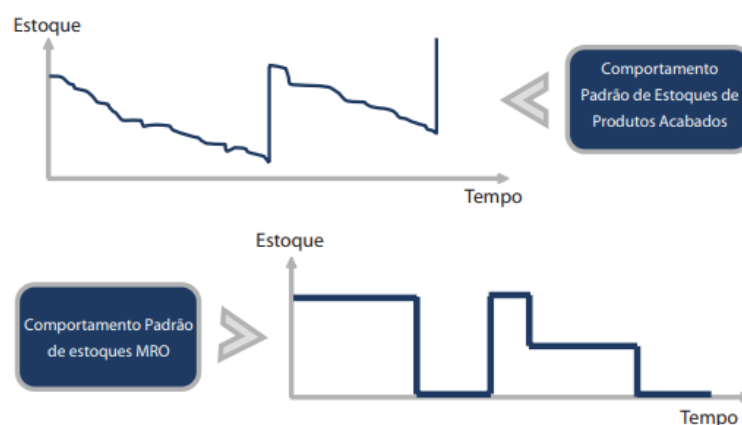 Estoque
Comportamento
Padrão de Estoques de
Produtos Acabados
Tempo
Estoque
Comportamento Padrão
de estoques MRO
Tempo